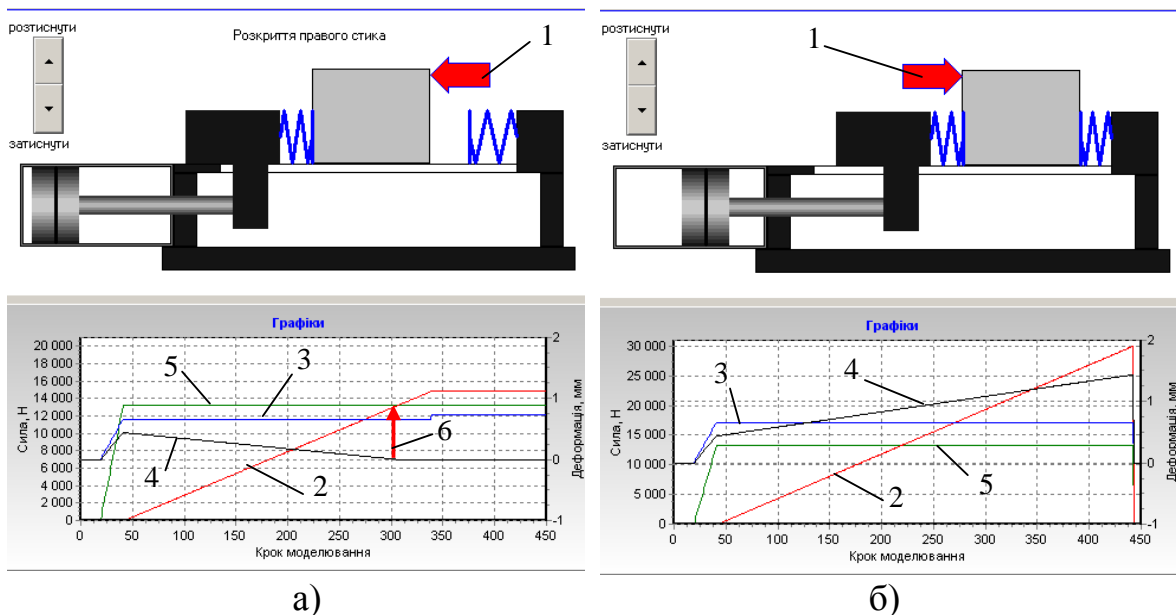 розтиснути
Розкриття правого стика
1
затиснути
Графіки
20 000
18 000
16 000
14 000
12 000
10 000
8 000
6 000
4 000
2 000
0
Сила, Н
2
1
0
-1
Деформація, мм
5
3
4
2
6
0 50 100 150 200 250 300 350 400 450
Крок моделювання
а)
розтиснути
1
затиснути
Графіки
30 000
25 000
20 000
15 000
10 000
5 000
0
Сила, Н
2
1
0
-1
Деформація, мм
3
4
2
5
0 50 100 150 200 250 300 350 400 450
Крок моделювання
б)